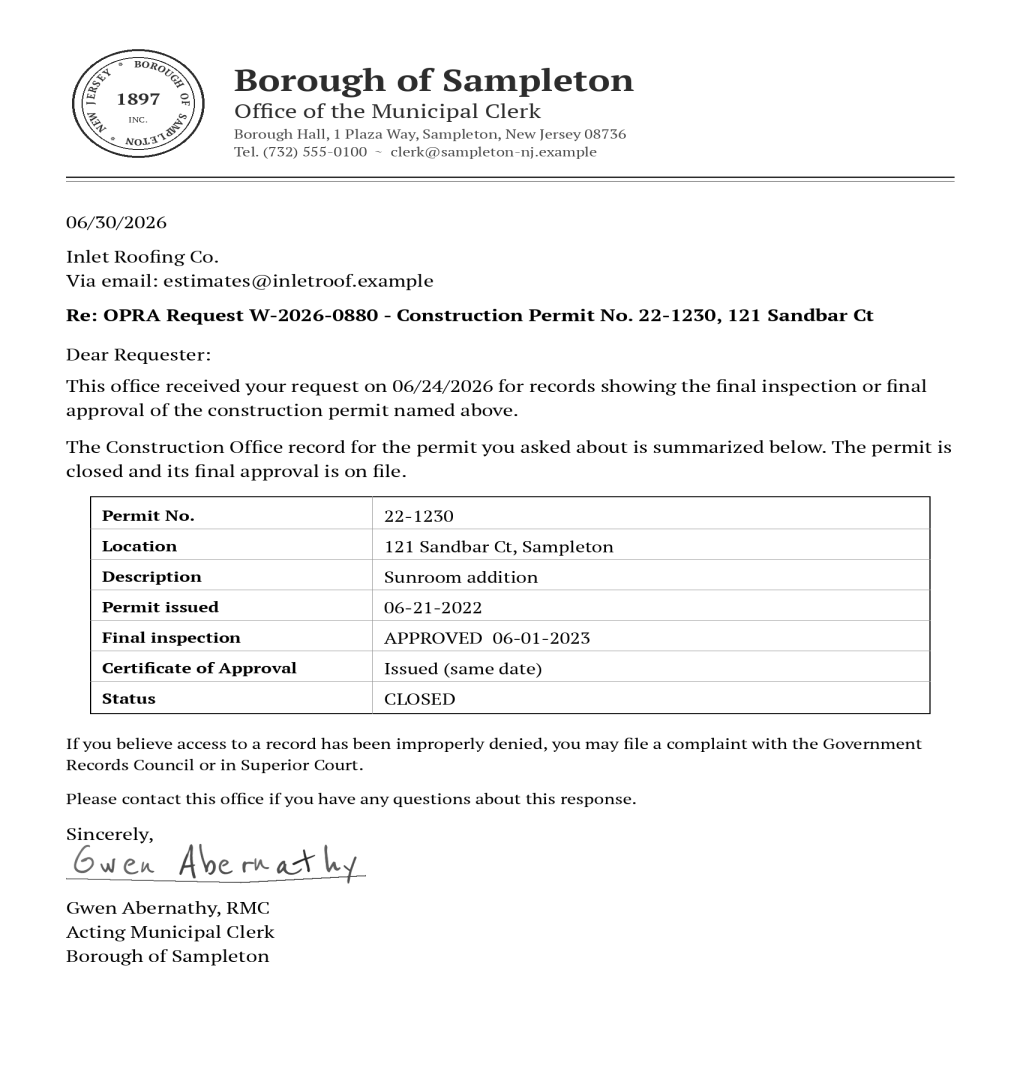 BOROUGH OF SAMPLETON * NEW JERSEY *
1897
INC.
Borough of Sampleton
Office of the Municipal Clerk
Borough Hall, 1 Plaza Way, Sampleton, New Jersey 08736
Tel. (732) 555-0100 ~ clerk@sampleton-nj.example
06/30/2026
Inlet Roofing Co.
Via email: estimates@inletroof.example
Re: OPRA Request W-2026-0880 - Construction Permit No. 22-1230, 121 Sandbar Ct
Dear Requester:
This office received your request on 06/24/2026 for records showing the final inspection or final
approval of the construction permit named above.
The Construction Office record for the permit you asked about is summarized below. The permit is
closed and its final approval is on file.
Permit No. 22-1230
Location 121 Sandbar Ct, Sampleton
Description Sunroom addition
Permit issued 06-21-2022
Final inspection APPROVED 06-01-2023
Certificate of Approval Issued (same date)
Status CLOSED
If you believe access to a record has been improperly denied, you may file a complaint with the Government
Records Council or in Superior Court.
Please contact this office if you have any questions about this response.
Sincerely,
Gwen Abernathy
Gwen Abernathy, RMC
Acting Municipal Clerk
Borough of Sampleton